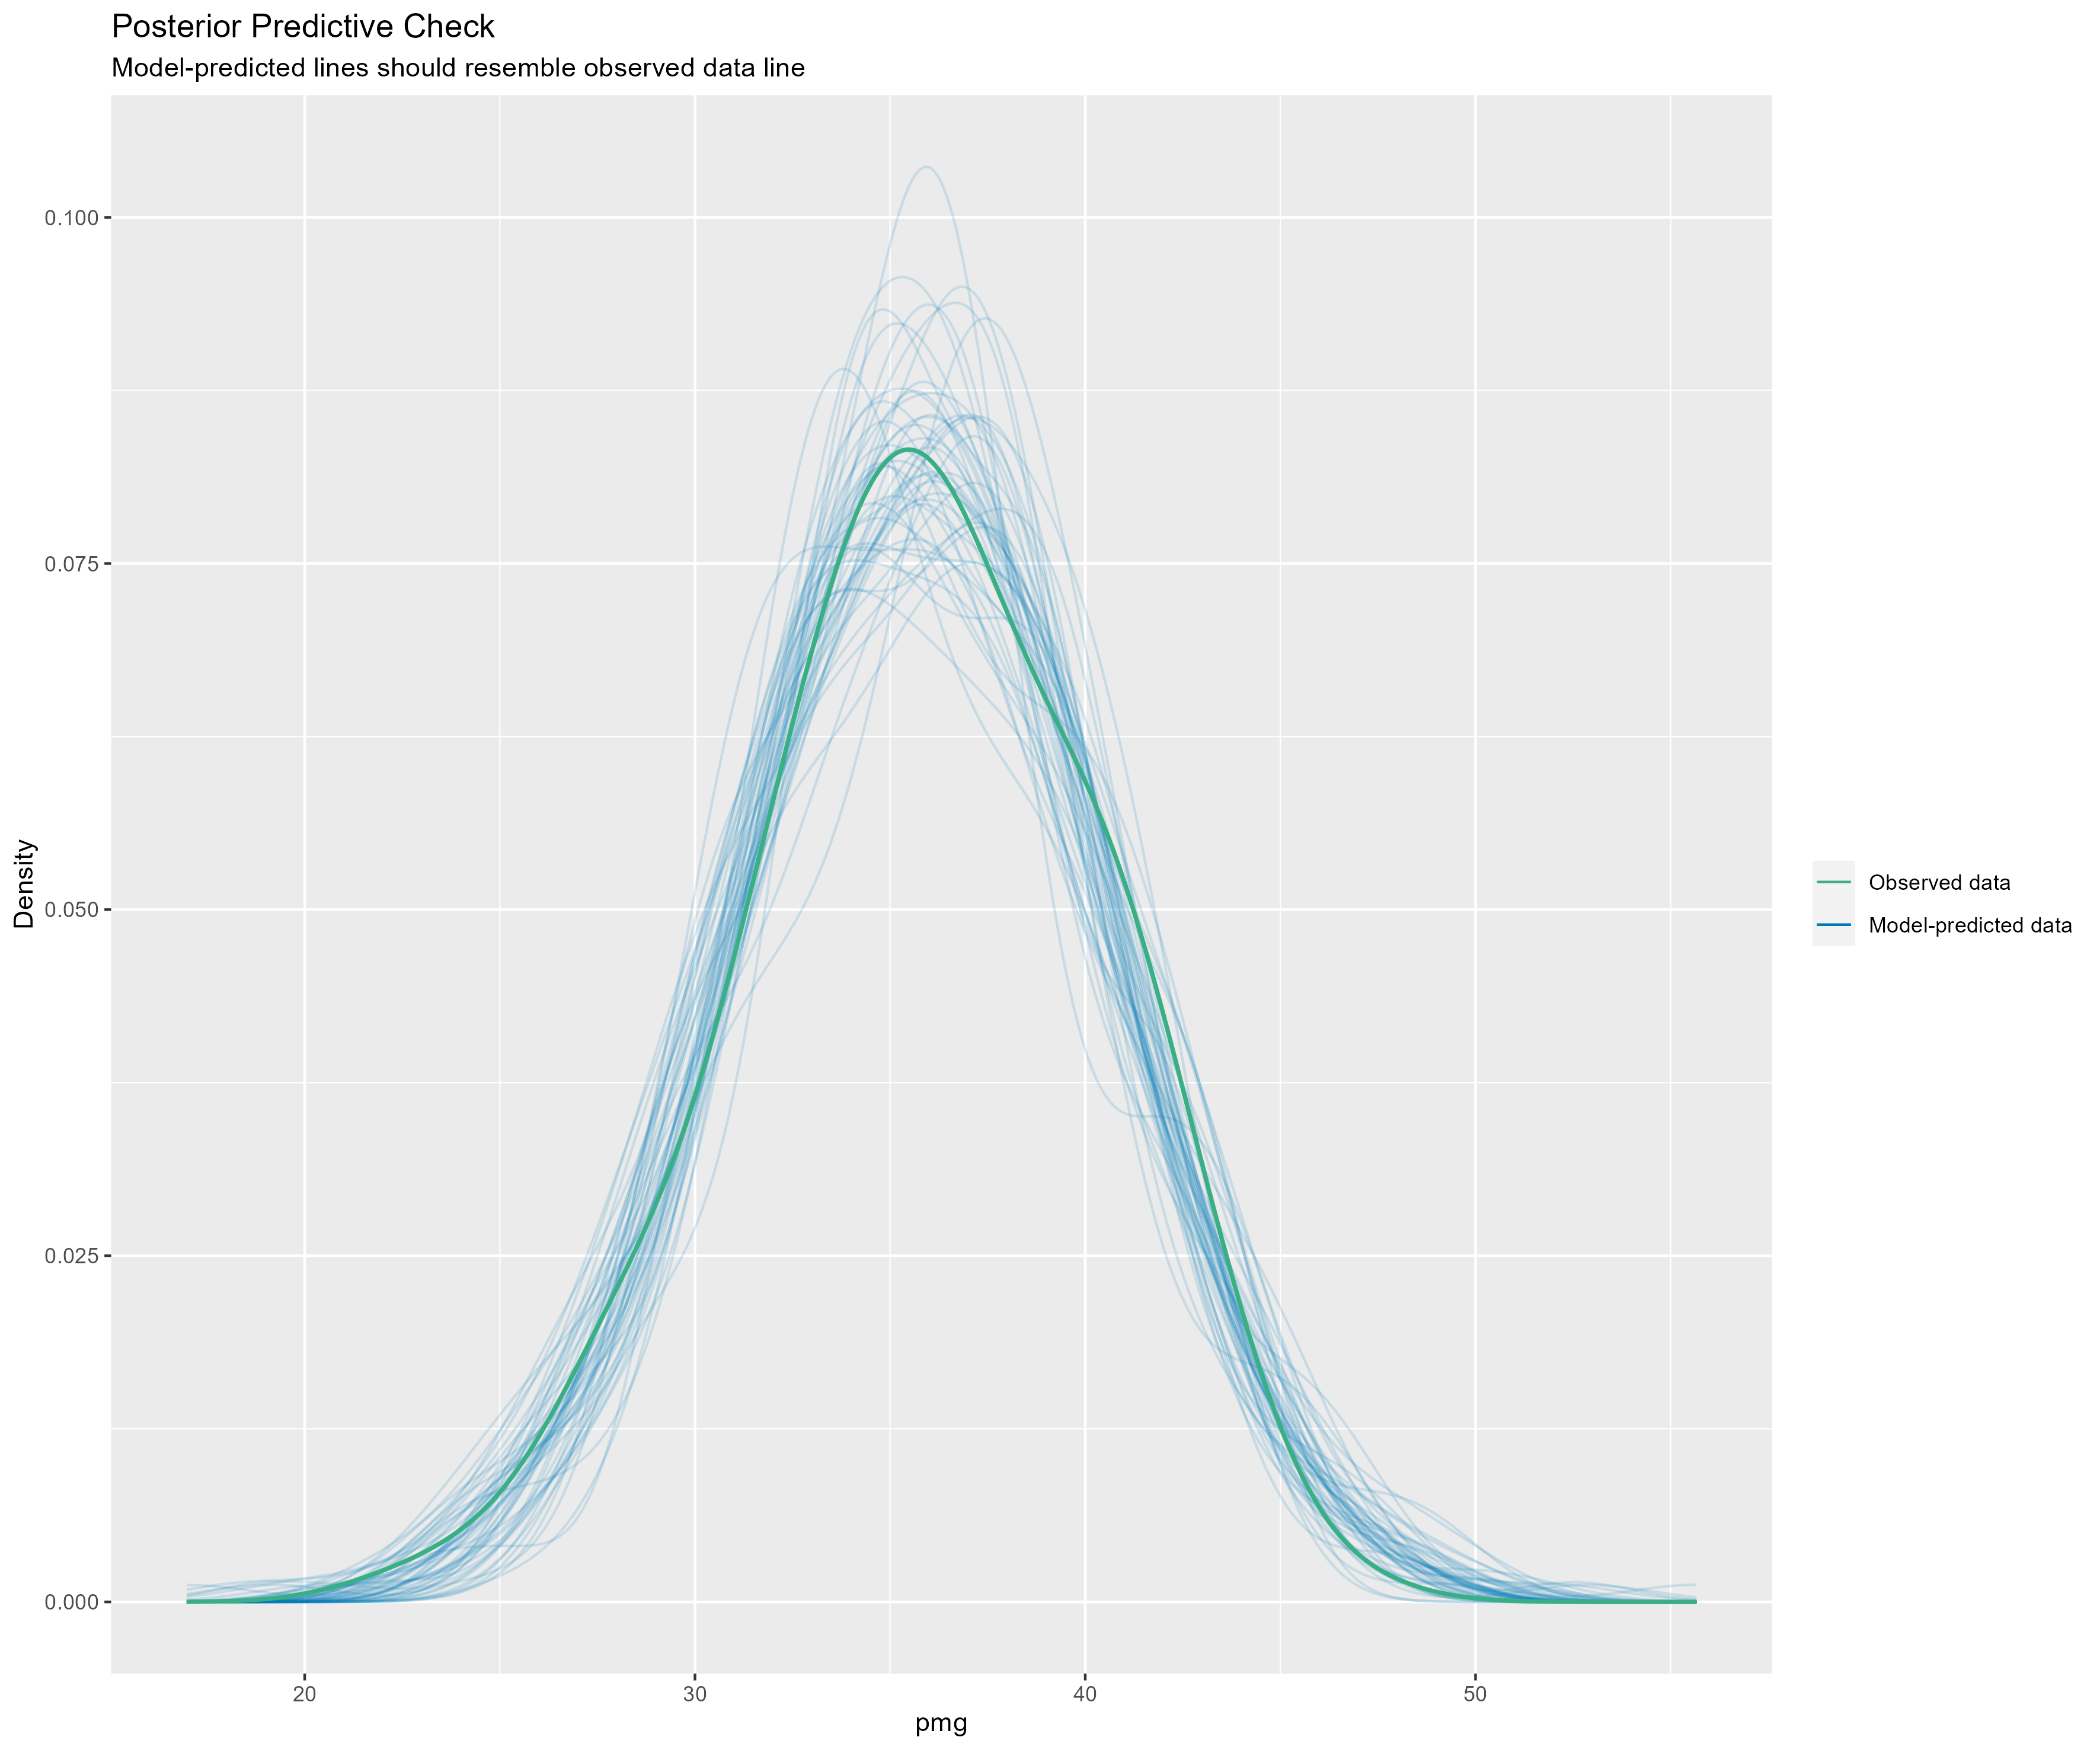 Posterior Predictive Check
Model-predicted lines should resemble observed data line
0.100
0.075
0.050
0.025
0.000
Density
20
30
40
50
pmg
Observed data
Model-predicted data